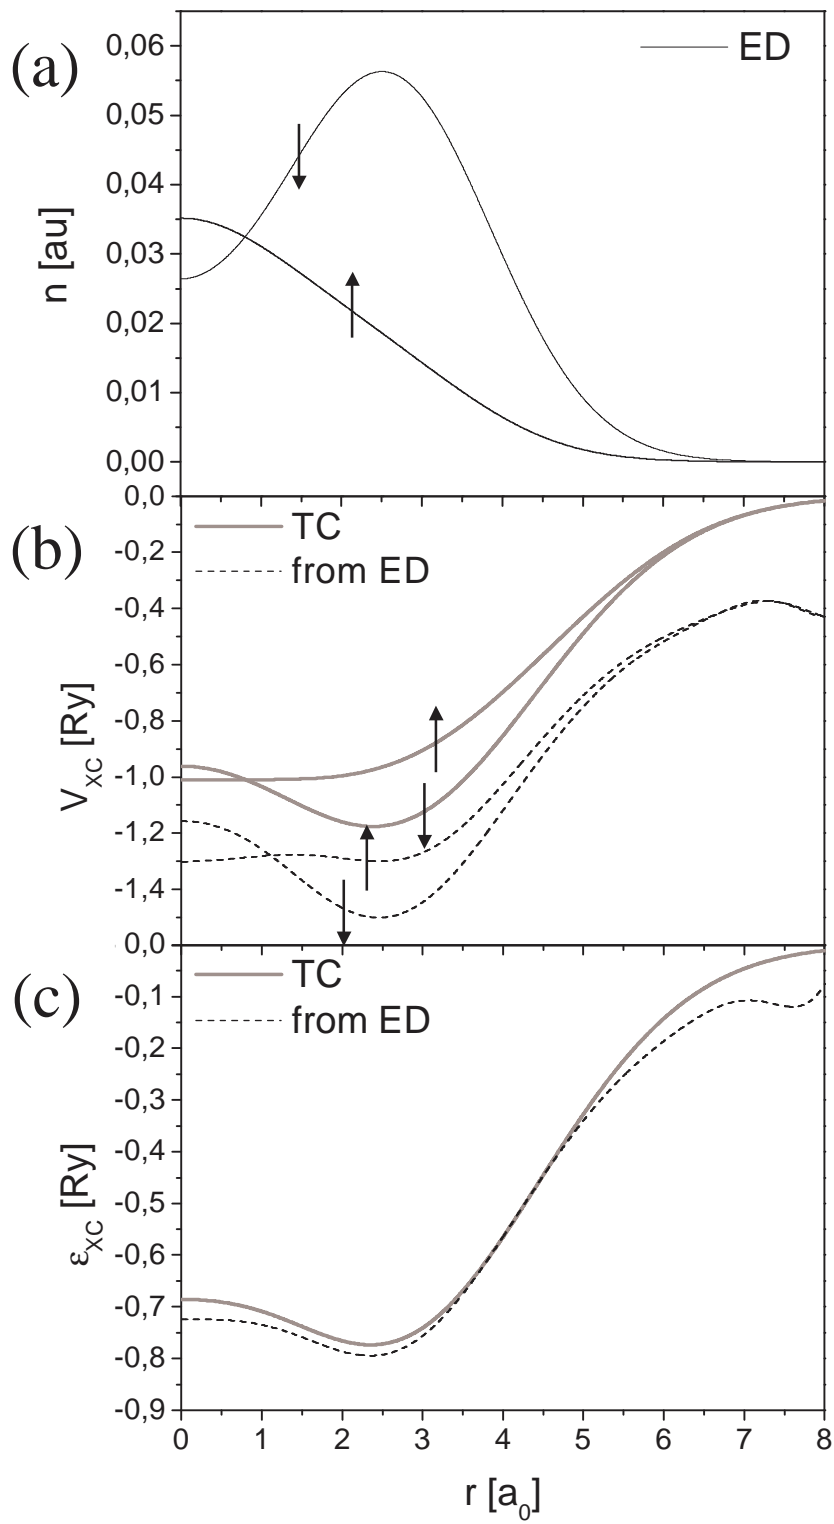 (a)
ED
0,06
0,05
0,04
0,03
0,02
0,01
0,00
n [au]
(b)
TC
from ED
0,0
-0,2
-0,4
-0,6
-0,8
-1,0
-1,2
-1,4
V_XC [Ry]
(c)
TC
from ED
0,0
-0,1
-0,2
-0,3
-0,4
-0,5
-0,6
-0,7
-0,8
-0,9
ε_XC [Ry]
0 1 2 3 4 5 6 7 8
r [a_0]